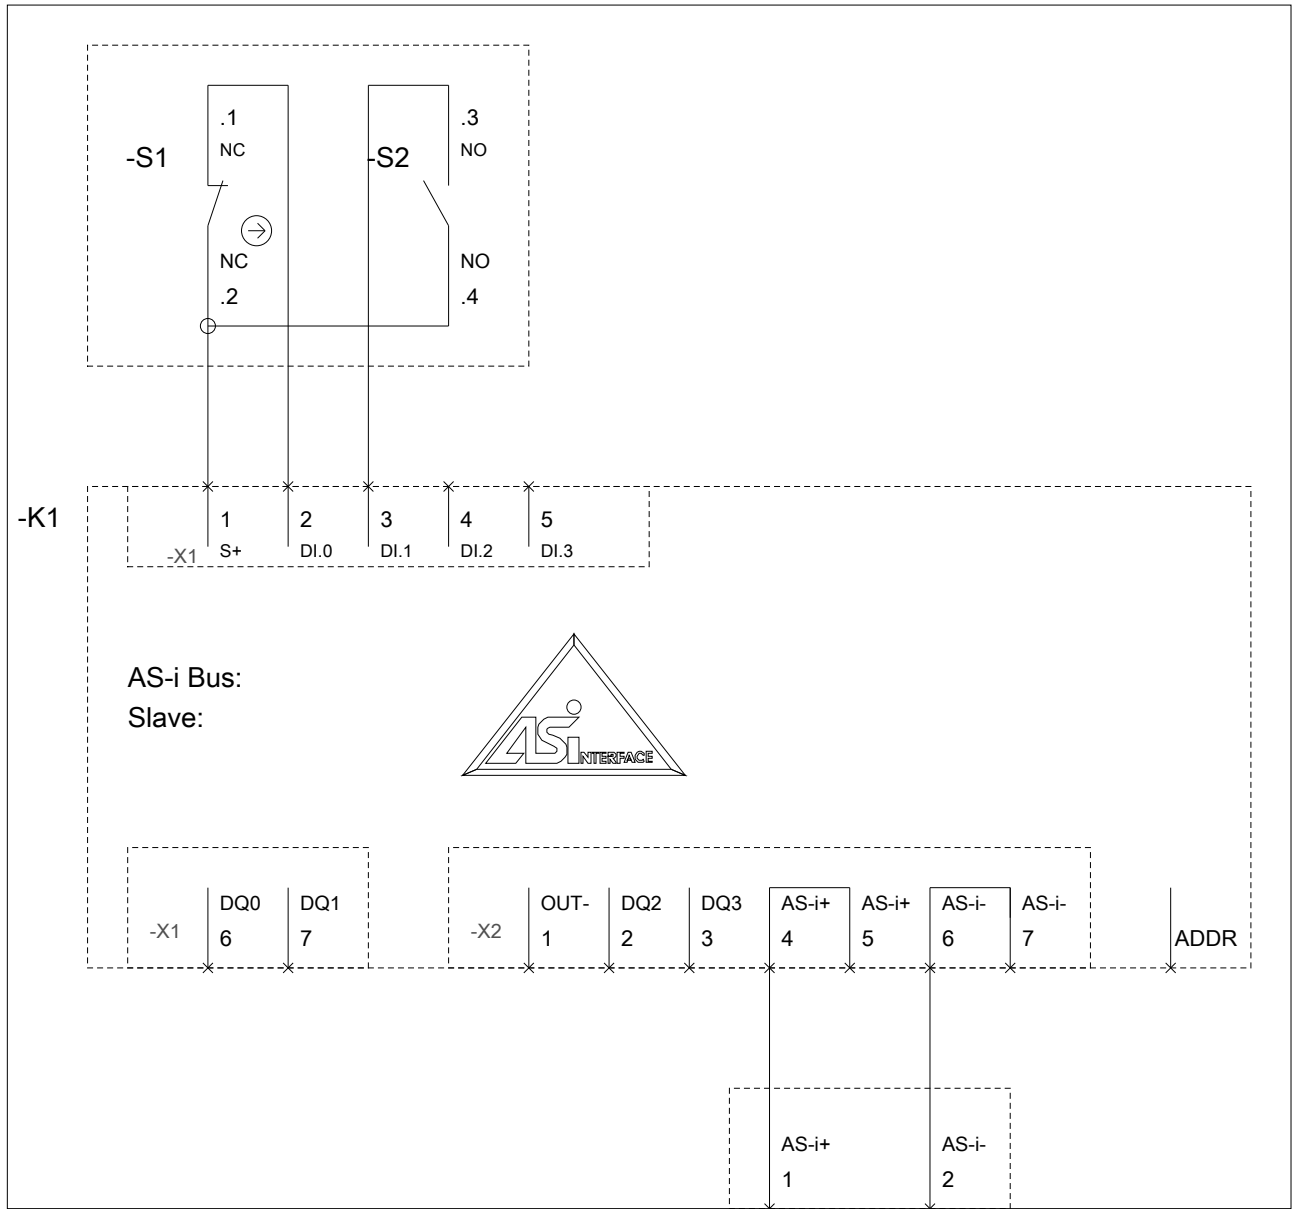 .1
.3
-S1
NC
-S2
NO
NC
NO
.2
.4
-K1
1
2
3
4
5
-X1
S+
DI.0
DI.1
DI.2
DI.3
AS-i Bus:
Slave:
ASi INTERFACE
DQ0
DQ1
OUT-
DQ2
DQ3
AS-i+
AS-i+
AS-i-
AS-i-
-X1
6
7
-X2
1
2
3
4
5
6
7
ADDR
AS-i+
AS-i-
1
2